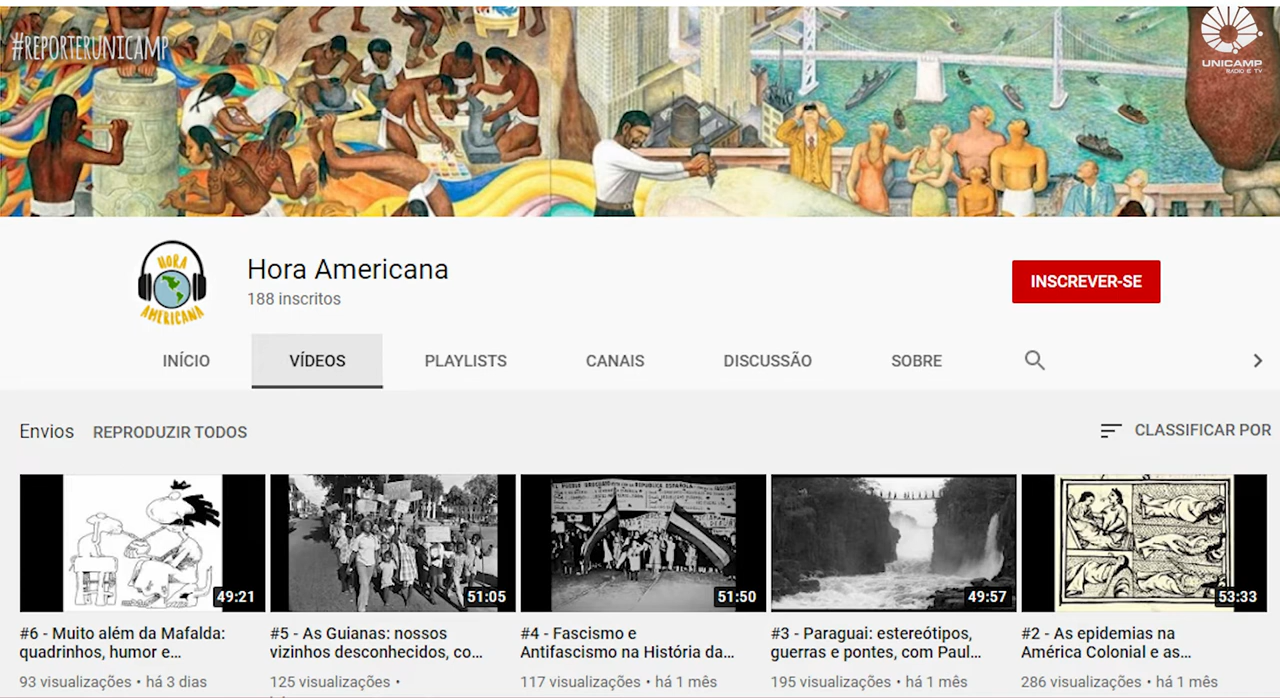 #REPORTERUNICAMP
UNICAMP
RÁDIO E TV
HORA
AMERICANA
Hora Americana
188 inscritos
INSCREVER-SE
INÍCIO
VÍDEOS
PLAYLISTS
CANAIS
DISCUSSÃO
SOBRE
Envios
REPRODUZIR TODOS
CLASSIFICAR POR
49:21
#6 - Muito além da Mafalda:
quadrinhos, humor e...
93 visualizações • há 3 dias
51:05
#5 - As Guianas: nossos
vizinhos desconhecidos, co...
125 visualizações •
51:50
#4 - Fascismo e
Antifascismo na História da...
117 visualizações • há 1 mês
49:57
#3 - Paraguai: estereótipos,
guerras e pontes, com Paul...
195 visualizações • há 1 mês
53:33
#2 - As epidemias na
América Colonial e as...
286 visualizações • há 1 mês